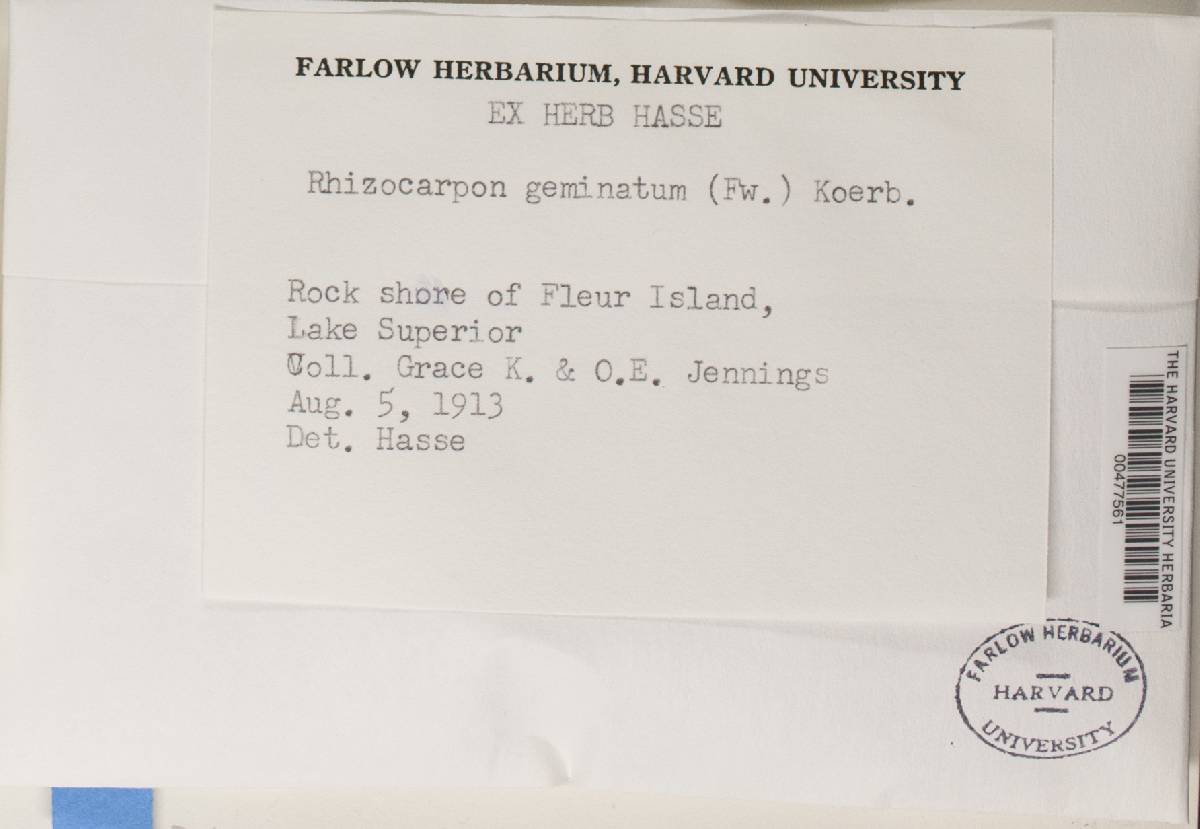 FARLOW HERBARIUM, HARVARD UNIVERSITY
EX HERB HASSE
Rhizocarpon geminatum (Fw.) Koerb.
Rock shore of Fleur Island,
Lake Superior
Coll. Grace K. & O.E. Jennings
Aug. 5, 1913
Det. Hasse
THE HARVARD UNIVERSITY HERBARIA
00477561
FARLOW HERBARIUM
HARVARD
UNIVERSITY